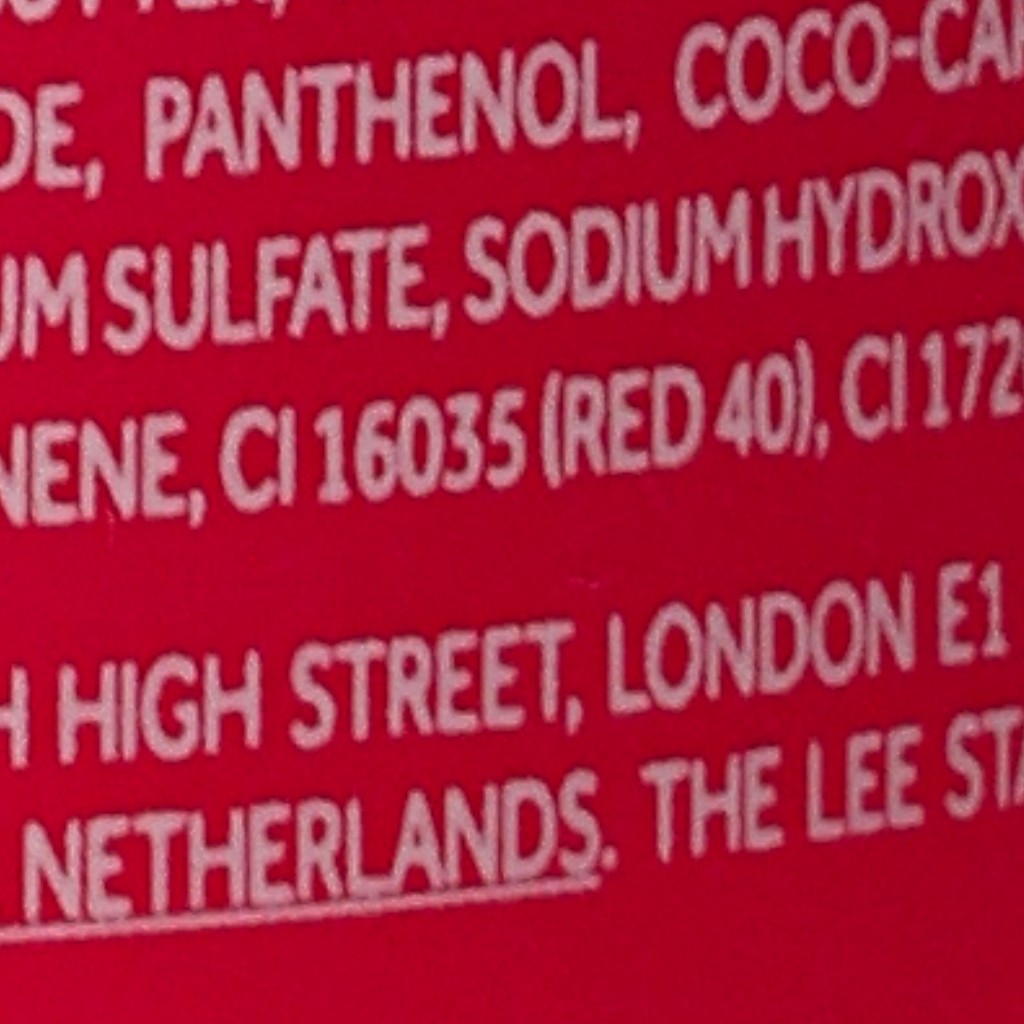 DE, PANTHENOL, COCO-CA
UM SULFATE, SODIUM HYDROX
NENE, CI 16035 (RED 40), CI 172
H HIGH STREET, LONDON E1
NETHERLANDS. THE LEE STA